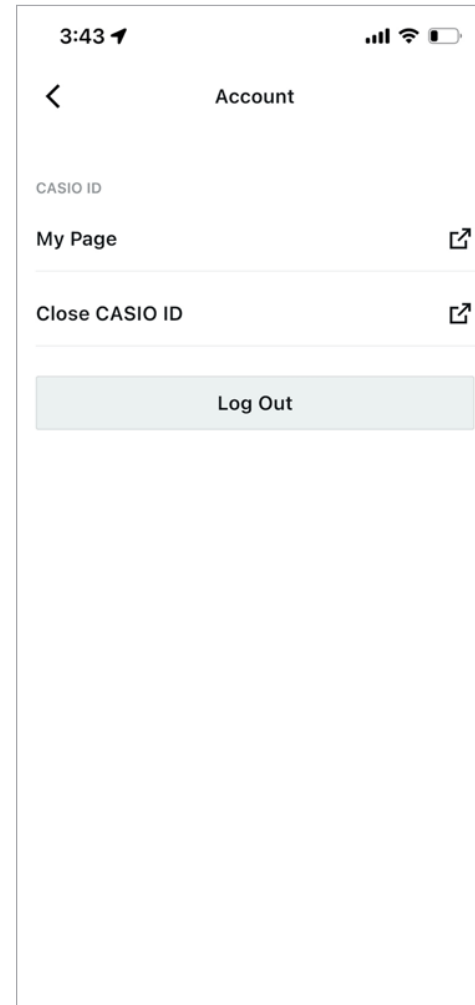 3:43
Account
CASIO ID
My Page
Close CASIO ID
Log Out